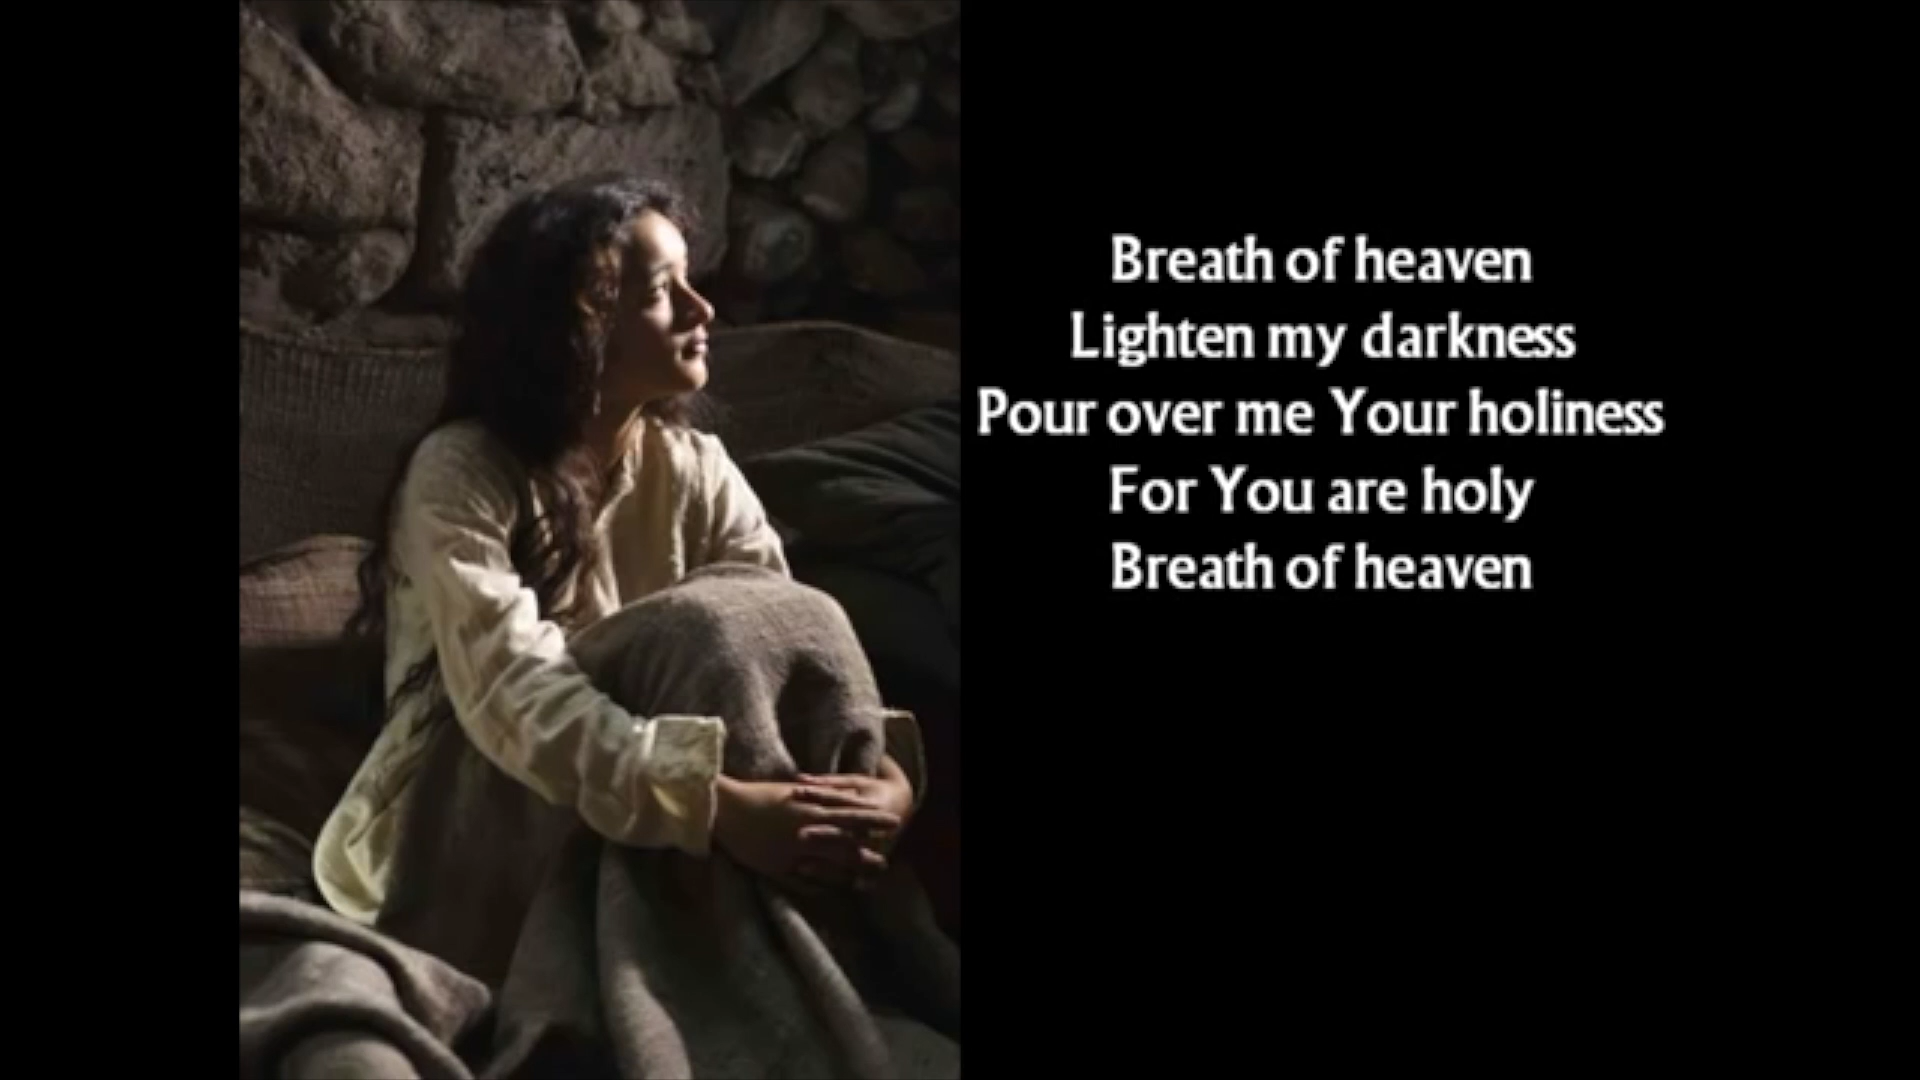 Breath of heaven
Lighten my darkness
Pour over me Your holiness
For You are holy
Breath of heaven